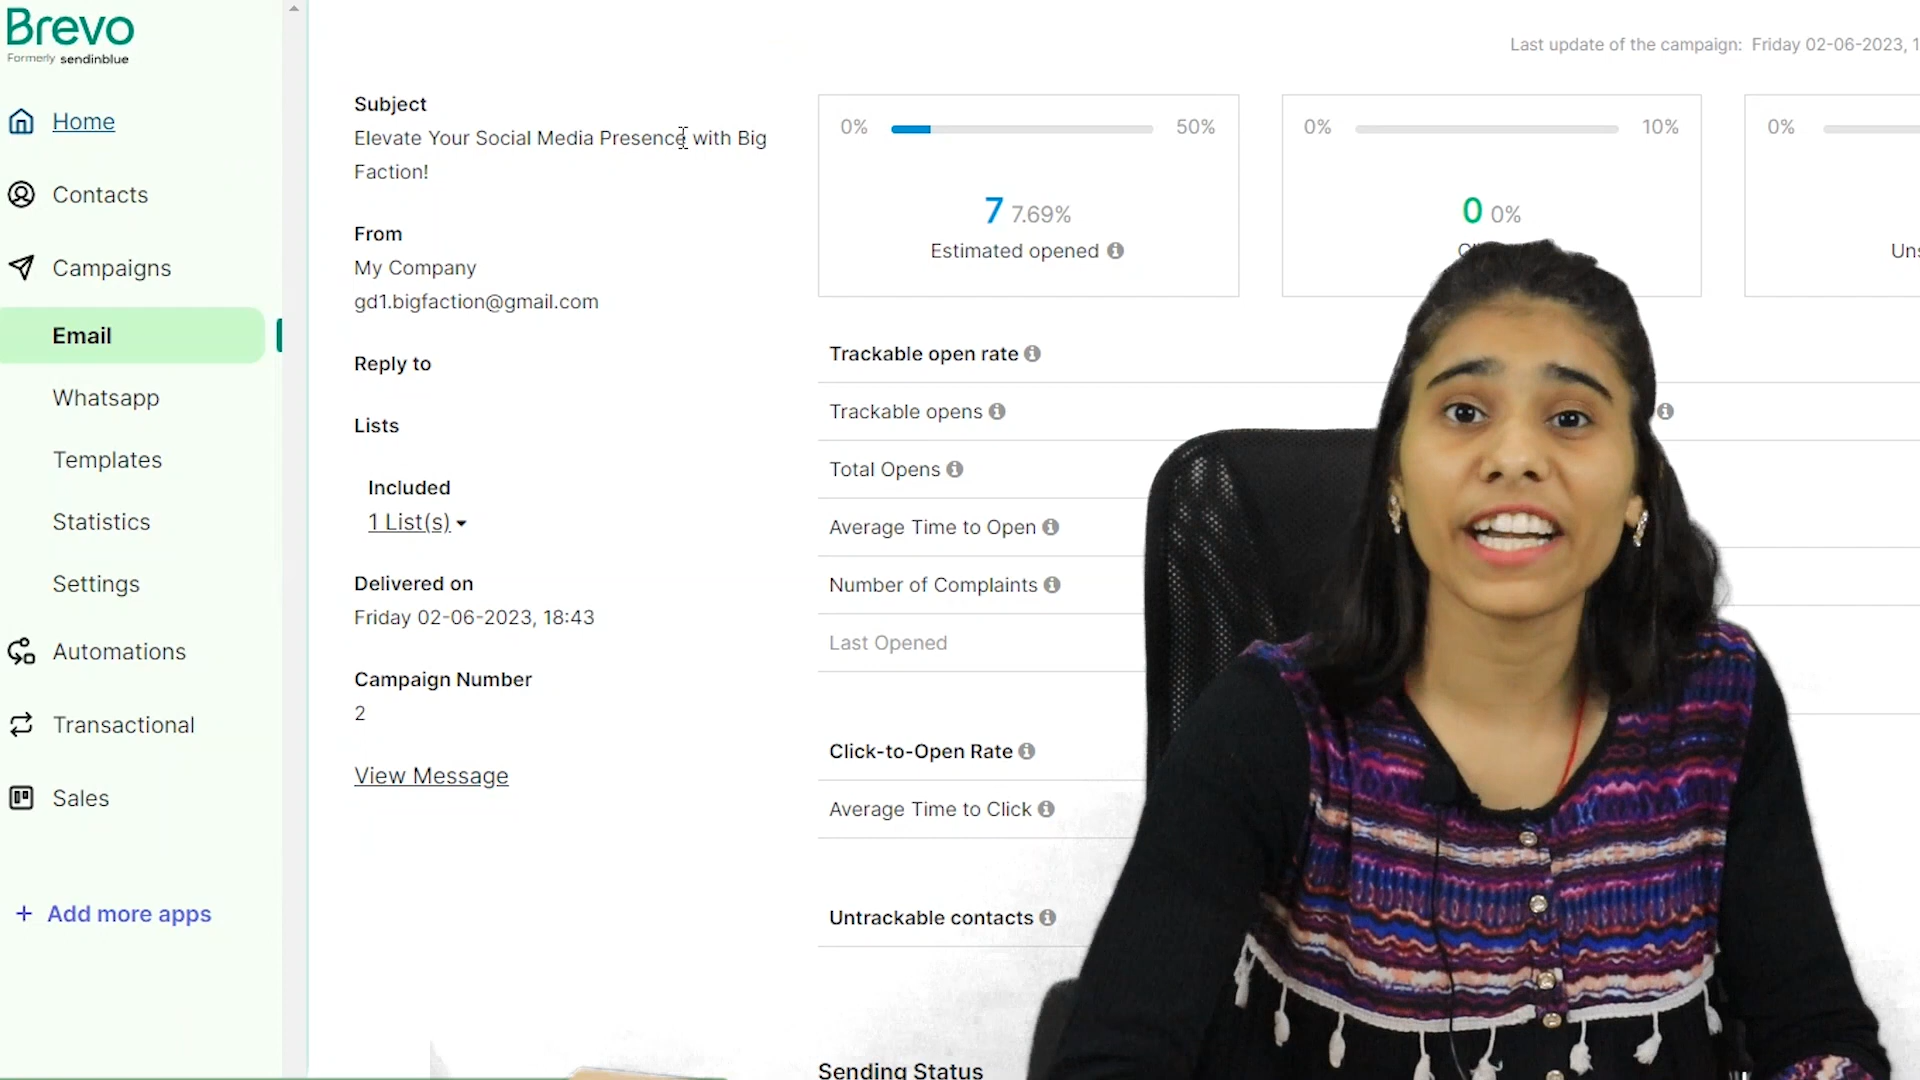 Brevo
Formerly sendinblue
Home
Contacts
Campaigns
Email
Whatsapp
Templates
Statistics
Settings
Automations
Transactional
Sales
+ Add more apps
Last update of the campaign: Friday 02-06-2023, 1
Subject
Elevate Your Social Media Presence with Big
Faction!
From
My Company
gd1.bigfaction@gmail.com
Reply to
Lists
Included
1 List(s)
Delivered on
Friday 02-06-2023, 18:43
Campaign Number
2
View Message
0% 50%
7 7.69%
Estimated opened
0% 10%
0 0%
0%
Uns
Trackable open rate
Trackable opens
Total Opens
Average Time to Open
Number of Complaints
Last Opened
Click-to-Open Rate
Average Time to Click
Untrackable contacts
Sending Status